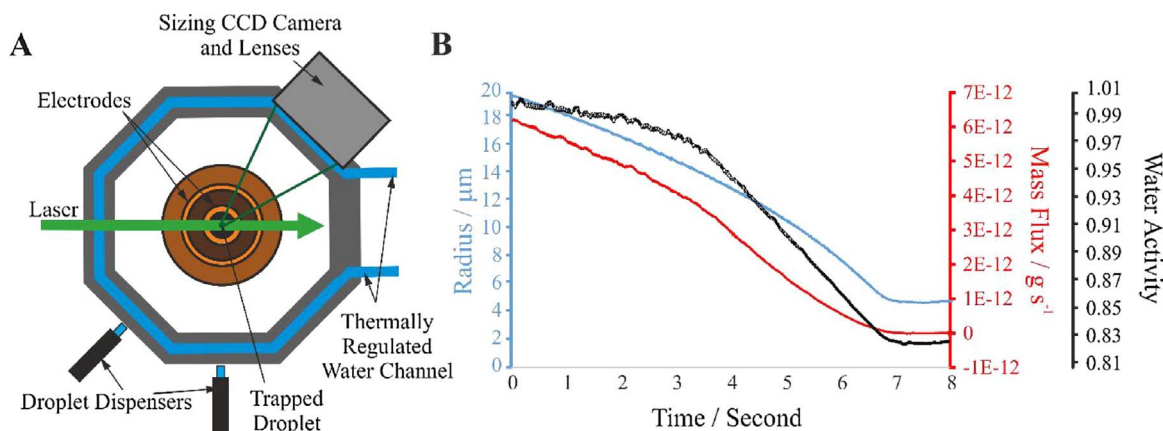 A
Sizing CCD Camera
and Lenses
Electrodes
Laser
Thermally
Regulated
Water Channel
Droplet Dispensers
Trapped
Droplet
B
Radius / µm
20
18
16
14
12
10
8
6
4
2
0
0 1 2 3 4 5 6 7 8
Time / Second
7E-12
6E-12
5E-12
4E-12
3E-12
2E-12
1E-12
0
-1E-12
Mass Flux / g s⁻¹
1.01
0.99
0.97
0.95
0.93
0.91
0.89
0.87
0.85
0.83
0.81
Water Activity